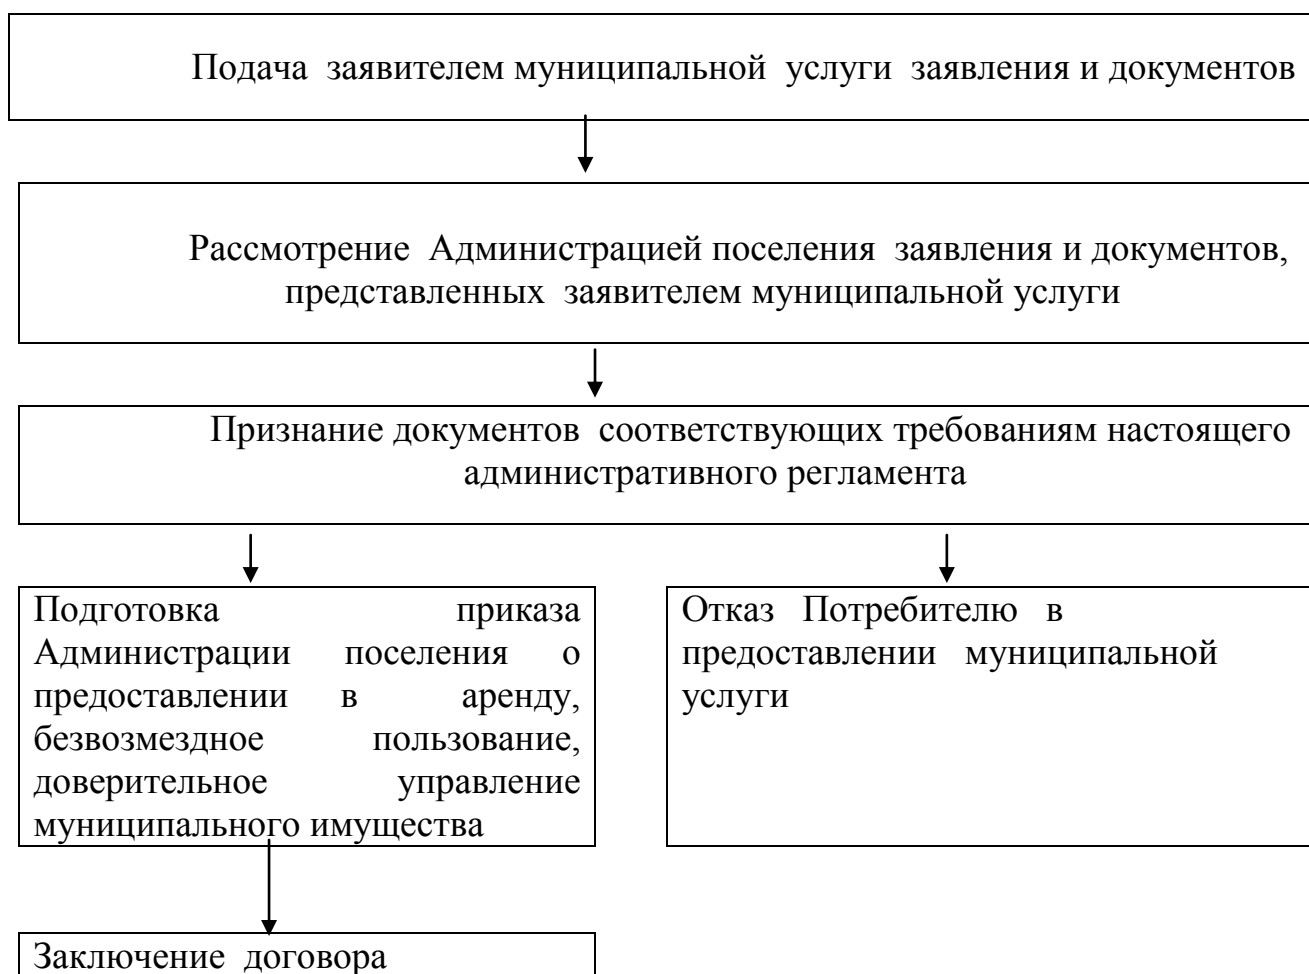 Подача заявителем муниципальной услуги заявления и документов
Рассмотрение Администрацией поселения заявления и документов,
представленных заявителем муниципальной услуги
Признание документов соответствующих требованиям настоящего
административного регламента
Подготовка приказа
Администрации поселения о
предоставлении в аренду,
безвозмездное пользование,
доверительное управление
муниципального имущества
Отказ Потребителю в
предоставлении муниципальной
услуги
Заключение договора